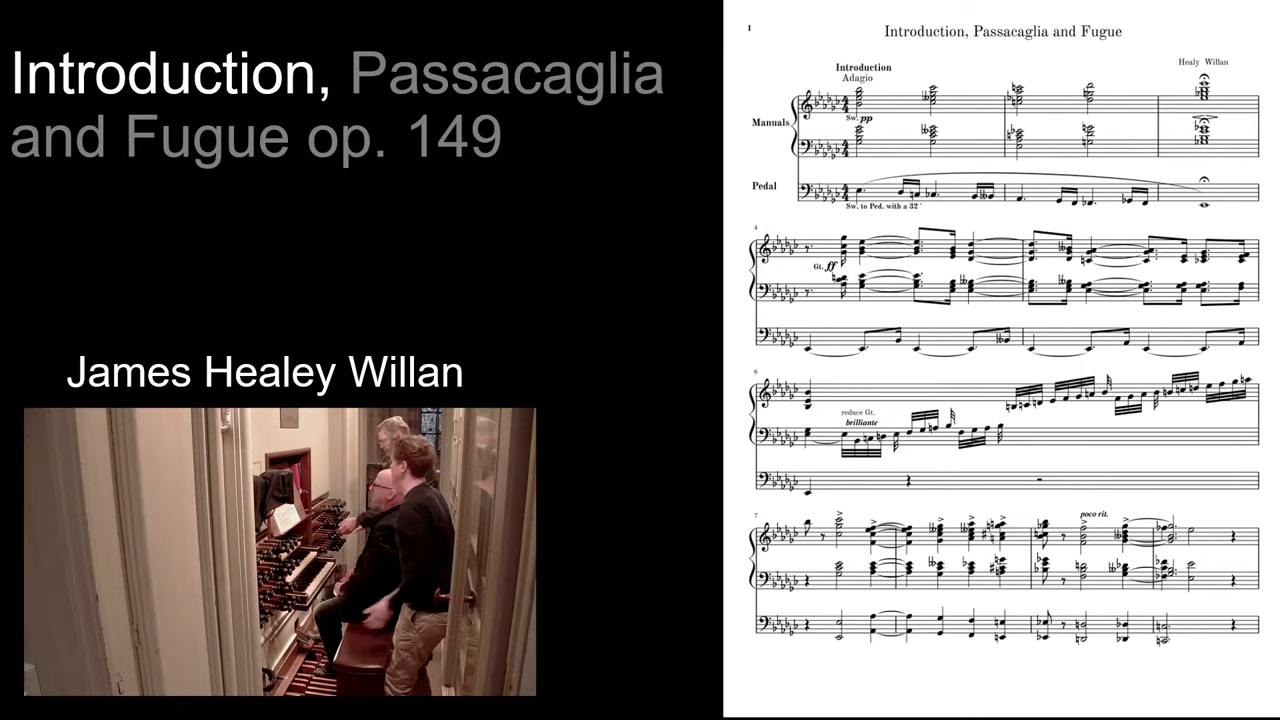 Introduction, Passacaglia
and Fugue op. 149
James Healey Willan
1
Introduction, Passacaglia and Fugue
Healy Willan
Introduction
Adagio
Manuals
Sw. pp
Pedal
Sw. to Ped. with a 32'
4
Gt. ff
6
reduce Gt.
brilliante
7
poco rit.